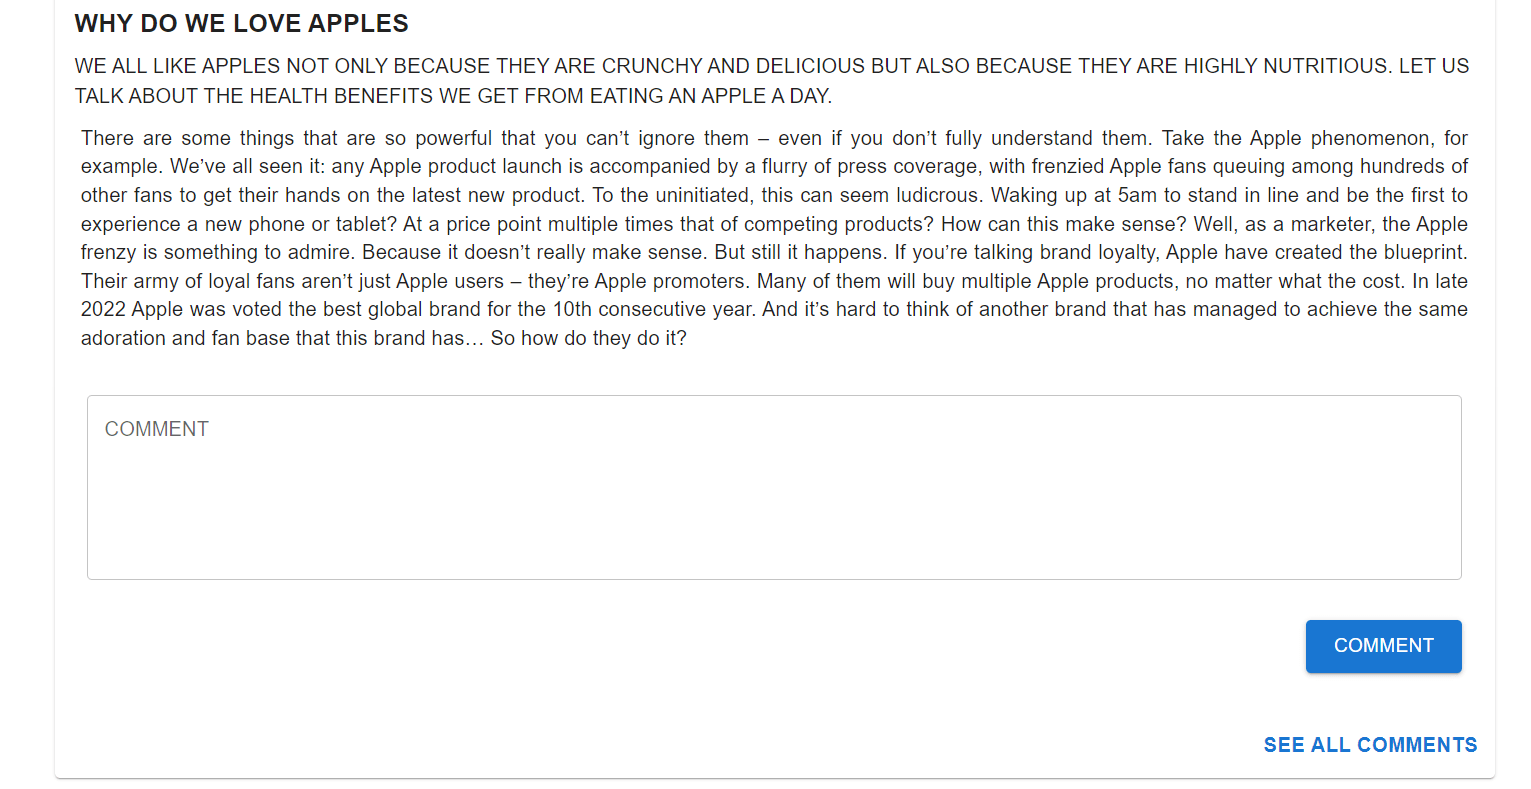 WHY DO WE LOVE APPLES
WE ALL LIKE APPLES NOT ONLY BECAUSE THEY ARE CRUNCHY AND DELICIOUS BUT ALSO BECAUSE THEY ARE HIGHLY NUTRITIOUS. LET US
TALK ABOUT THE HEALTH BENEFITS WE GET FROM EATING AN APPLE A DAY.
There are some things that are so powerful that you can’t ignore them – even if you don’t fully understand them. Take the Apple phenomenon, for
example. We’ve all seen it: any Apple product launch is accompanied by a flurry of press coverage, with frenzied Apple fans queuing among hundreds of
other fans to get their hands on the latest new product. To the uninitiated, this can seem ludicrous. Waking up at 5am to stand in line and be the first to
experience a new phone or tablet? At a price point multiple times that of competing products? How can this make sense? Well, as a marketer, the Apple
frenzy is something to admire. Because it doesn’t really make sense. But still it happens. If you’re talking brand loyalty, Apple have created the blueprint.
Their army of loyal fans aren’t just Apple users – they’re Apple promoters. Many of them will buy multiple Apple products, no matter what the cost. In late
2022 Apple was voted the best global brand for the 10th consecutive year. And it’s hard to think of another brand that has managed to achieve the same
adoration and fan base that this brand has… So how do they do it?
COMMENT
COMMENT
SEE ALL COMMENTS